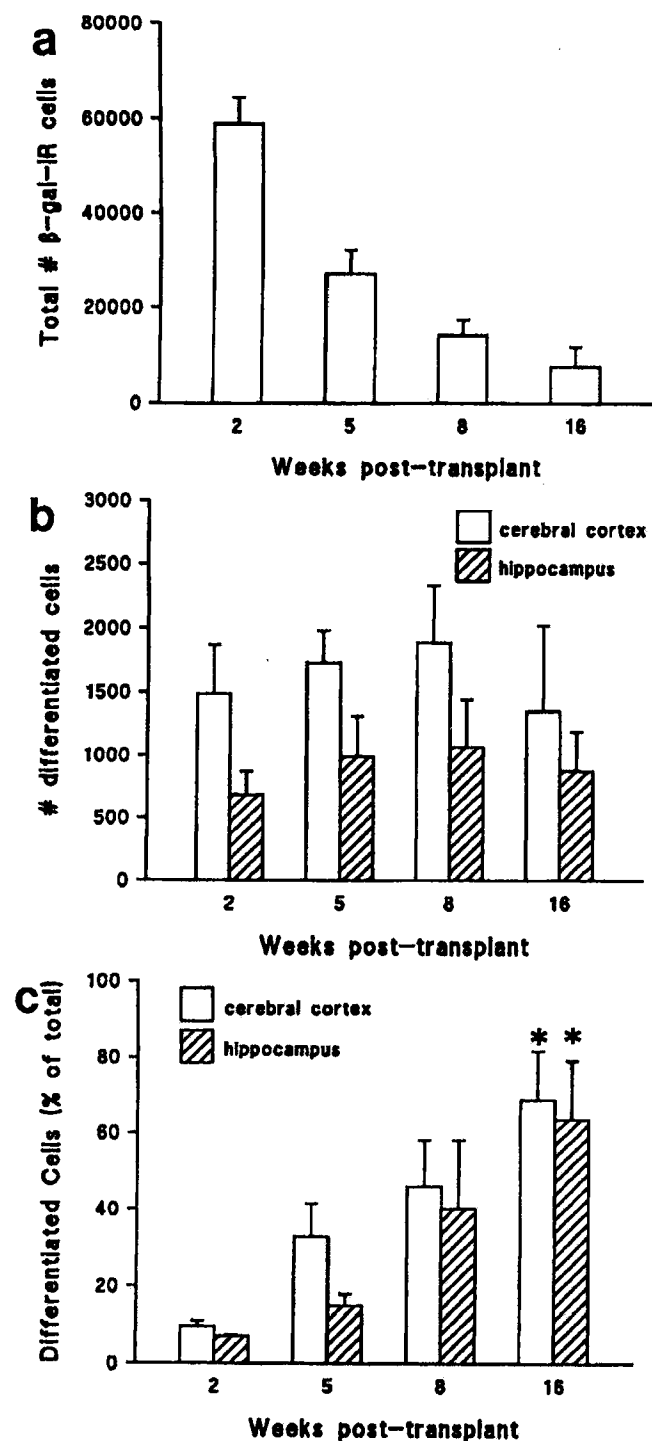 a
Total # β-gal-IR cells
80000
60000
40000
20000
0
2 5 8 16
Weeks post-transplant
b
# differentiated cells
3000
2500
2000
1500
1000
500
0
cerebral cortex
hippocampus
2 5 8 16
Weeks post-transplant
c
Differentiated Cells (% of total)
100
80
60
40
20
0
cerebral cortex
hippocampus
* *
2 5 8 16
Weeks post-transplant